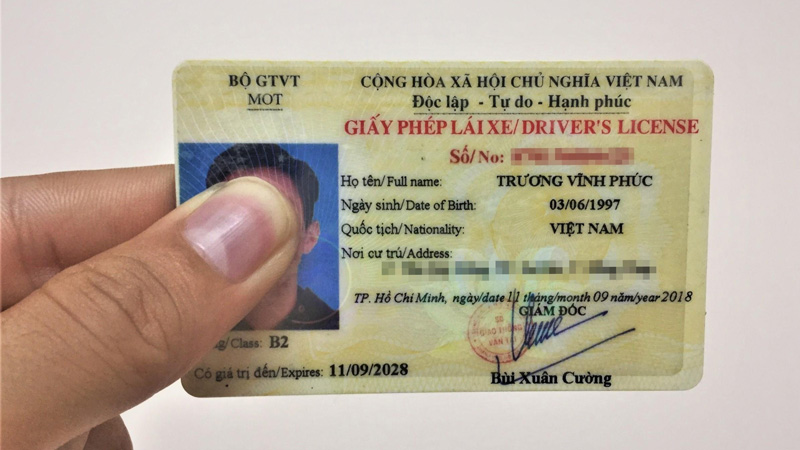 BỘ GTVT
MOT
CỘNG HÒA XÃ HỘI CHỦ NGHĨA VIỆT NAM
Độc lập - Tự do - Hạnh phúc
GIẤY PHÉP LÁI XE/ DRIVER'S LICENSE
Số/No:
Họ tên/Full name: TRƯƠNG VĨNH PHÚC
Ngày sinh/Date of Birth: 03/06/1997
Quốc tịch/Nationality: VIỆT NAM
Nơi cư trú/Address:
TP. Hồ Chí Minh, ngày/date 11 tháng/month 09 năm/year 2018
GIÁM ĐỐC
/Class: B2
Có giá trị đến/Expires: 11/09/2028
Bùi Xuân Cường